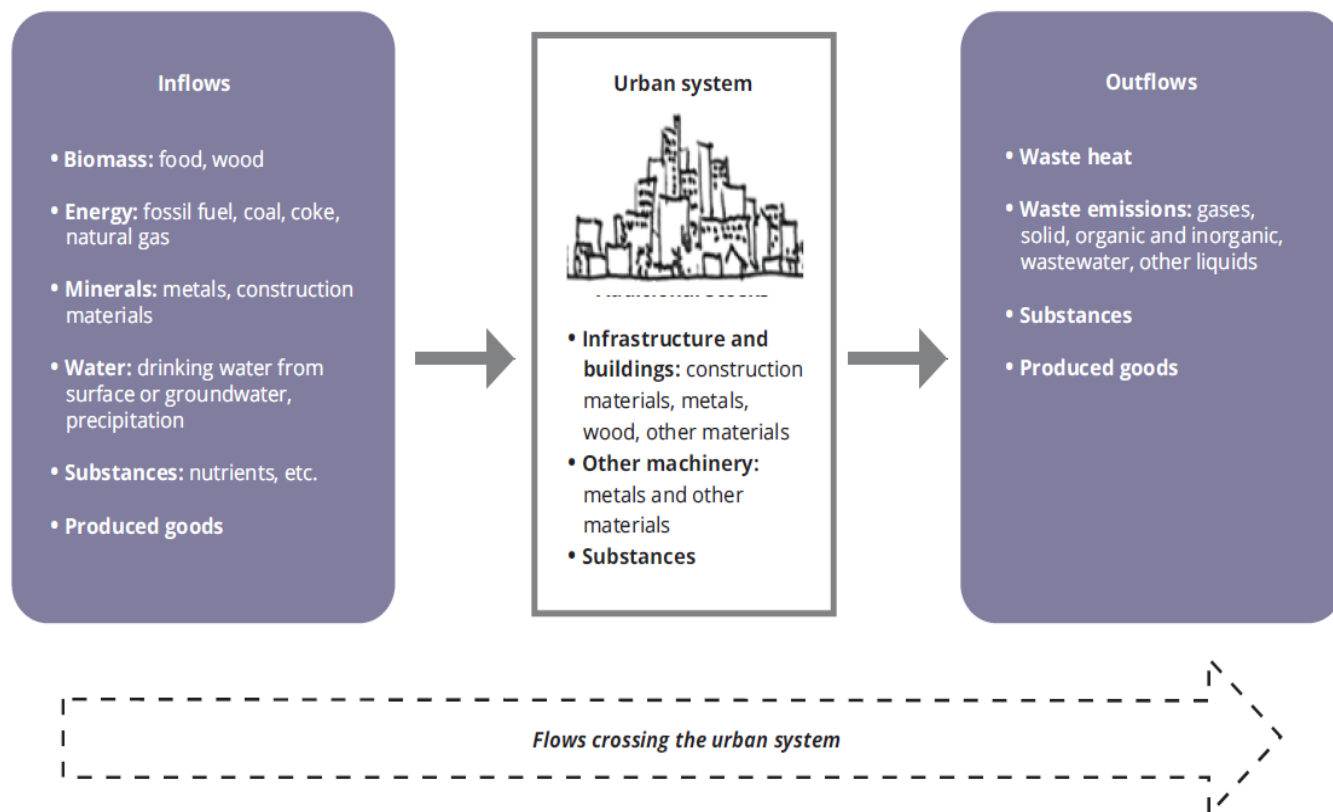 Inflows
• Biomass: food, wood
• Energy: fossil fuel, coal, coke,
natural gas
• Minerals: metals, construction
materials
• Water: drinking water from
surface or groundwater,
precipitation
• Substances: nutrients, etc.
• Produced goods
Urban system
• Infrastructure and
buildings: construction
materials, metals,
wood, other materials
• Other machinery:
metals and other
materials
• Substances
Outflows
• Waste heat
• Waste emissions: gases,
solid, organic and inorganic,
wastewater, other liquids
• Substances
• Produced goods
Flows crossing the urban system